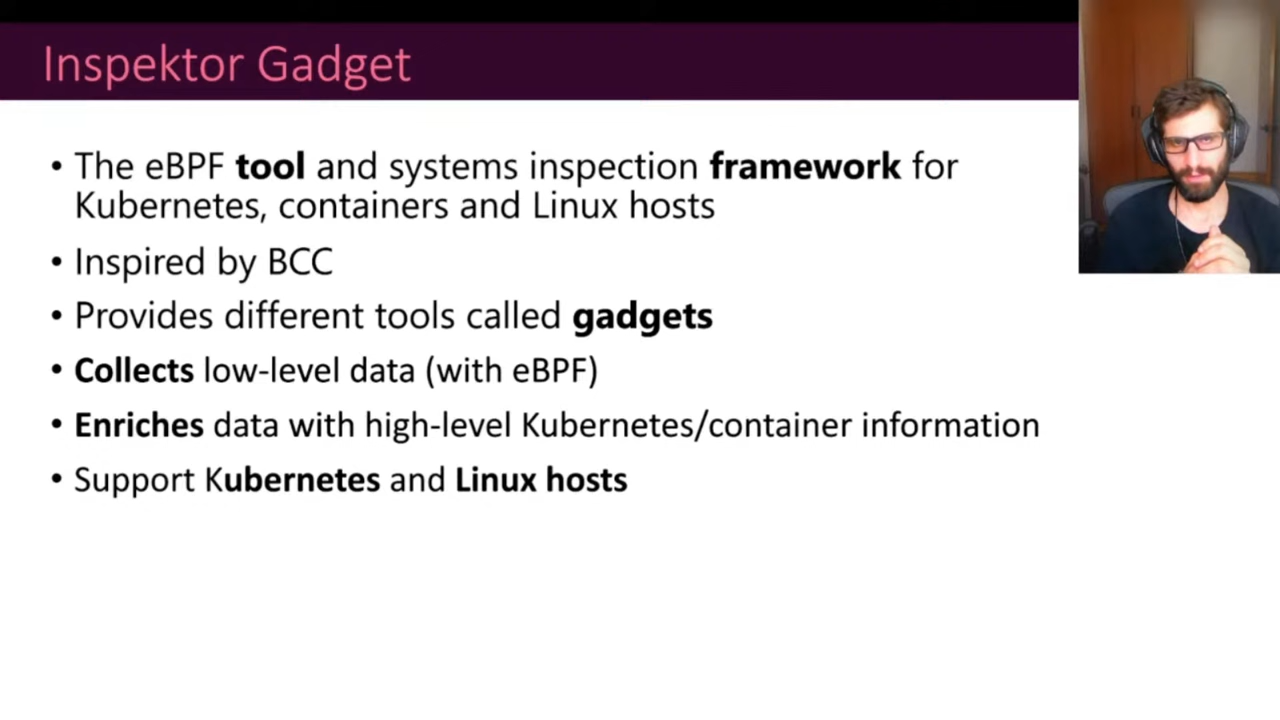 Inspektor Gadget
• The eBPF tool and systems inspection framework for
Kubernetes, containers and Linux hosts
• Inspired by BCC
• Provides different tools called gadgets
• Collects low-level data (with eBPF)
• Enriches data with high-level Kubernetes/container information
• Support Kubernetes and Linux hosts